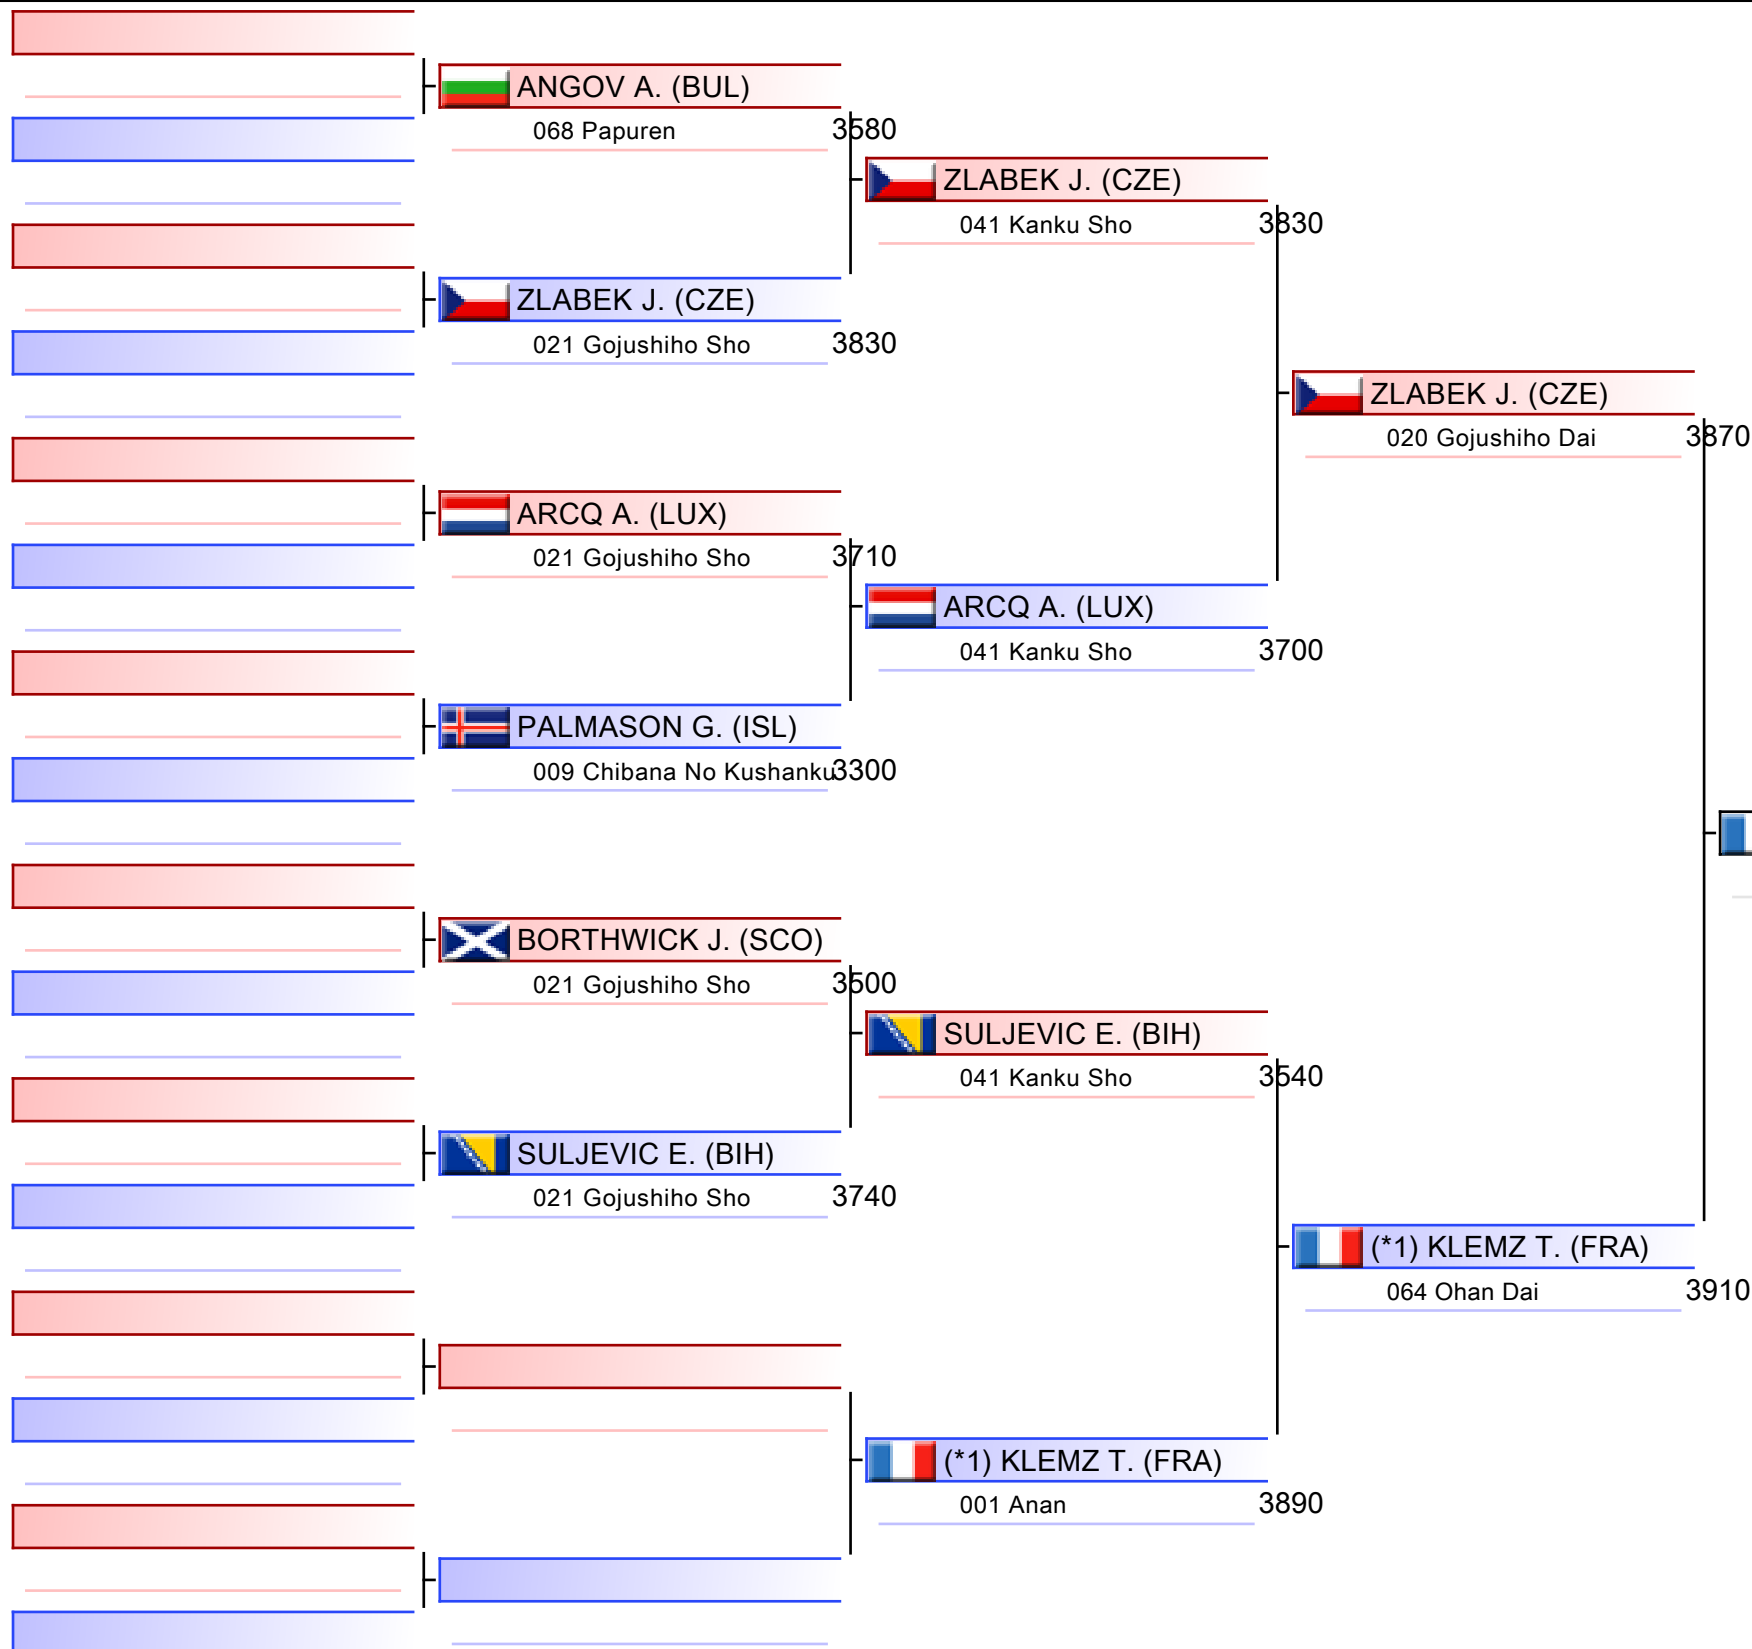 ANGOV A. (BUL)
068 Papuren 3580
ZLABEK J. (CZE)
021 Gojushiho Sho 3830
ARCQ A. (LUX)
021 Gojushiho Sho 3710
PALMASON G. (ISL)
009 Chibana No Kushanku 3300
BORTHWICK J. (SCO)
021 Gojushiho Sho 3500
SULJEVIC E. (BIH)
021 Gojushiho Sho 3740
ZLABEK J. (CZE)
041 Kanku Sho 3830
ARCQ A. (LUX)
041 Kanku Sho 3700
SULJEVIC E. (BIH)
041 Kanku Sho 3540
(*1) KLEMZ T. (FRA)
001 Anan 3890
ZLABEK J. (CZE)
020 Gojushiho Dai 3870
(*1) KLEMZ T. (FRA)
064 Ohan Dai 3910